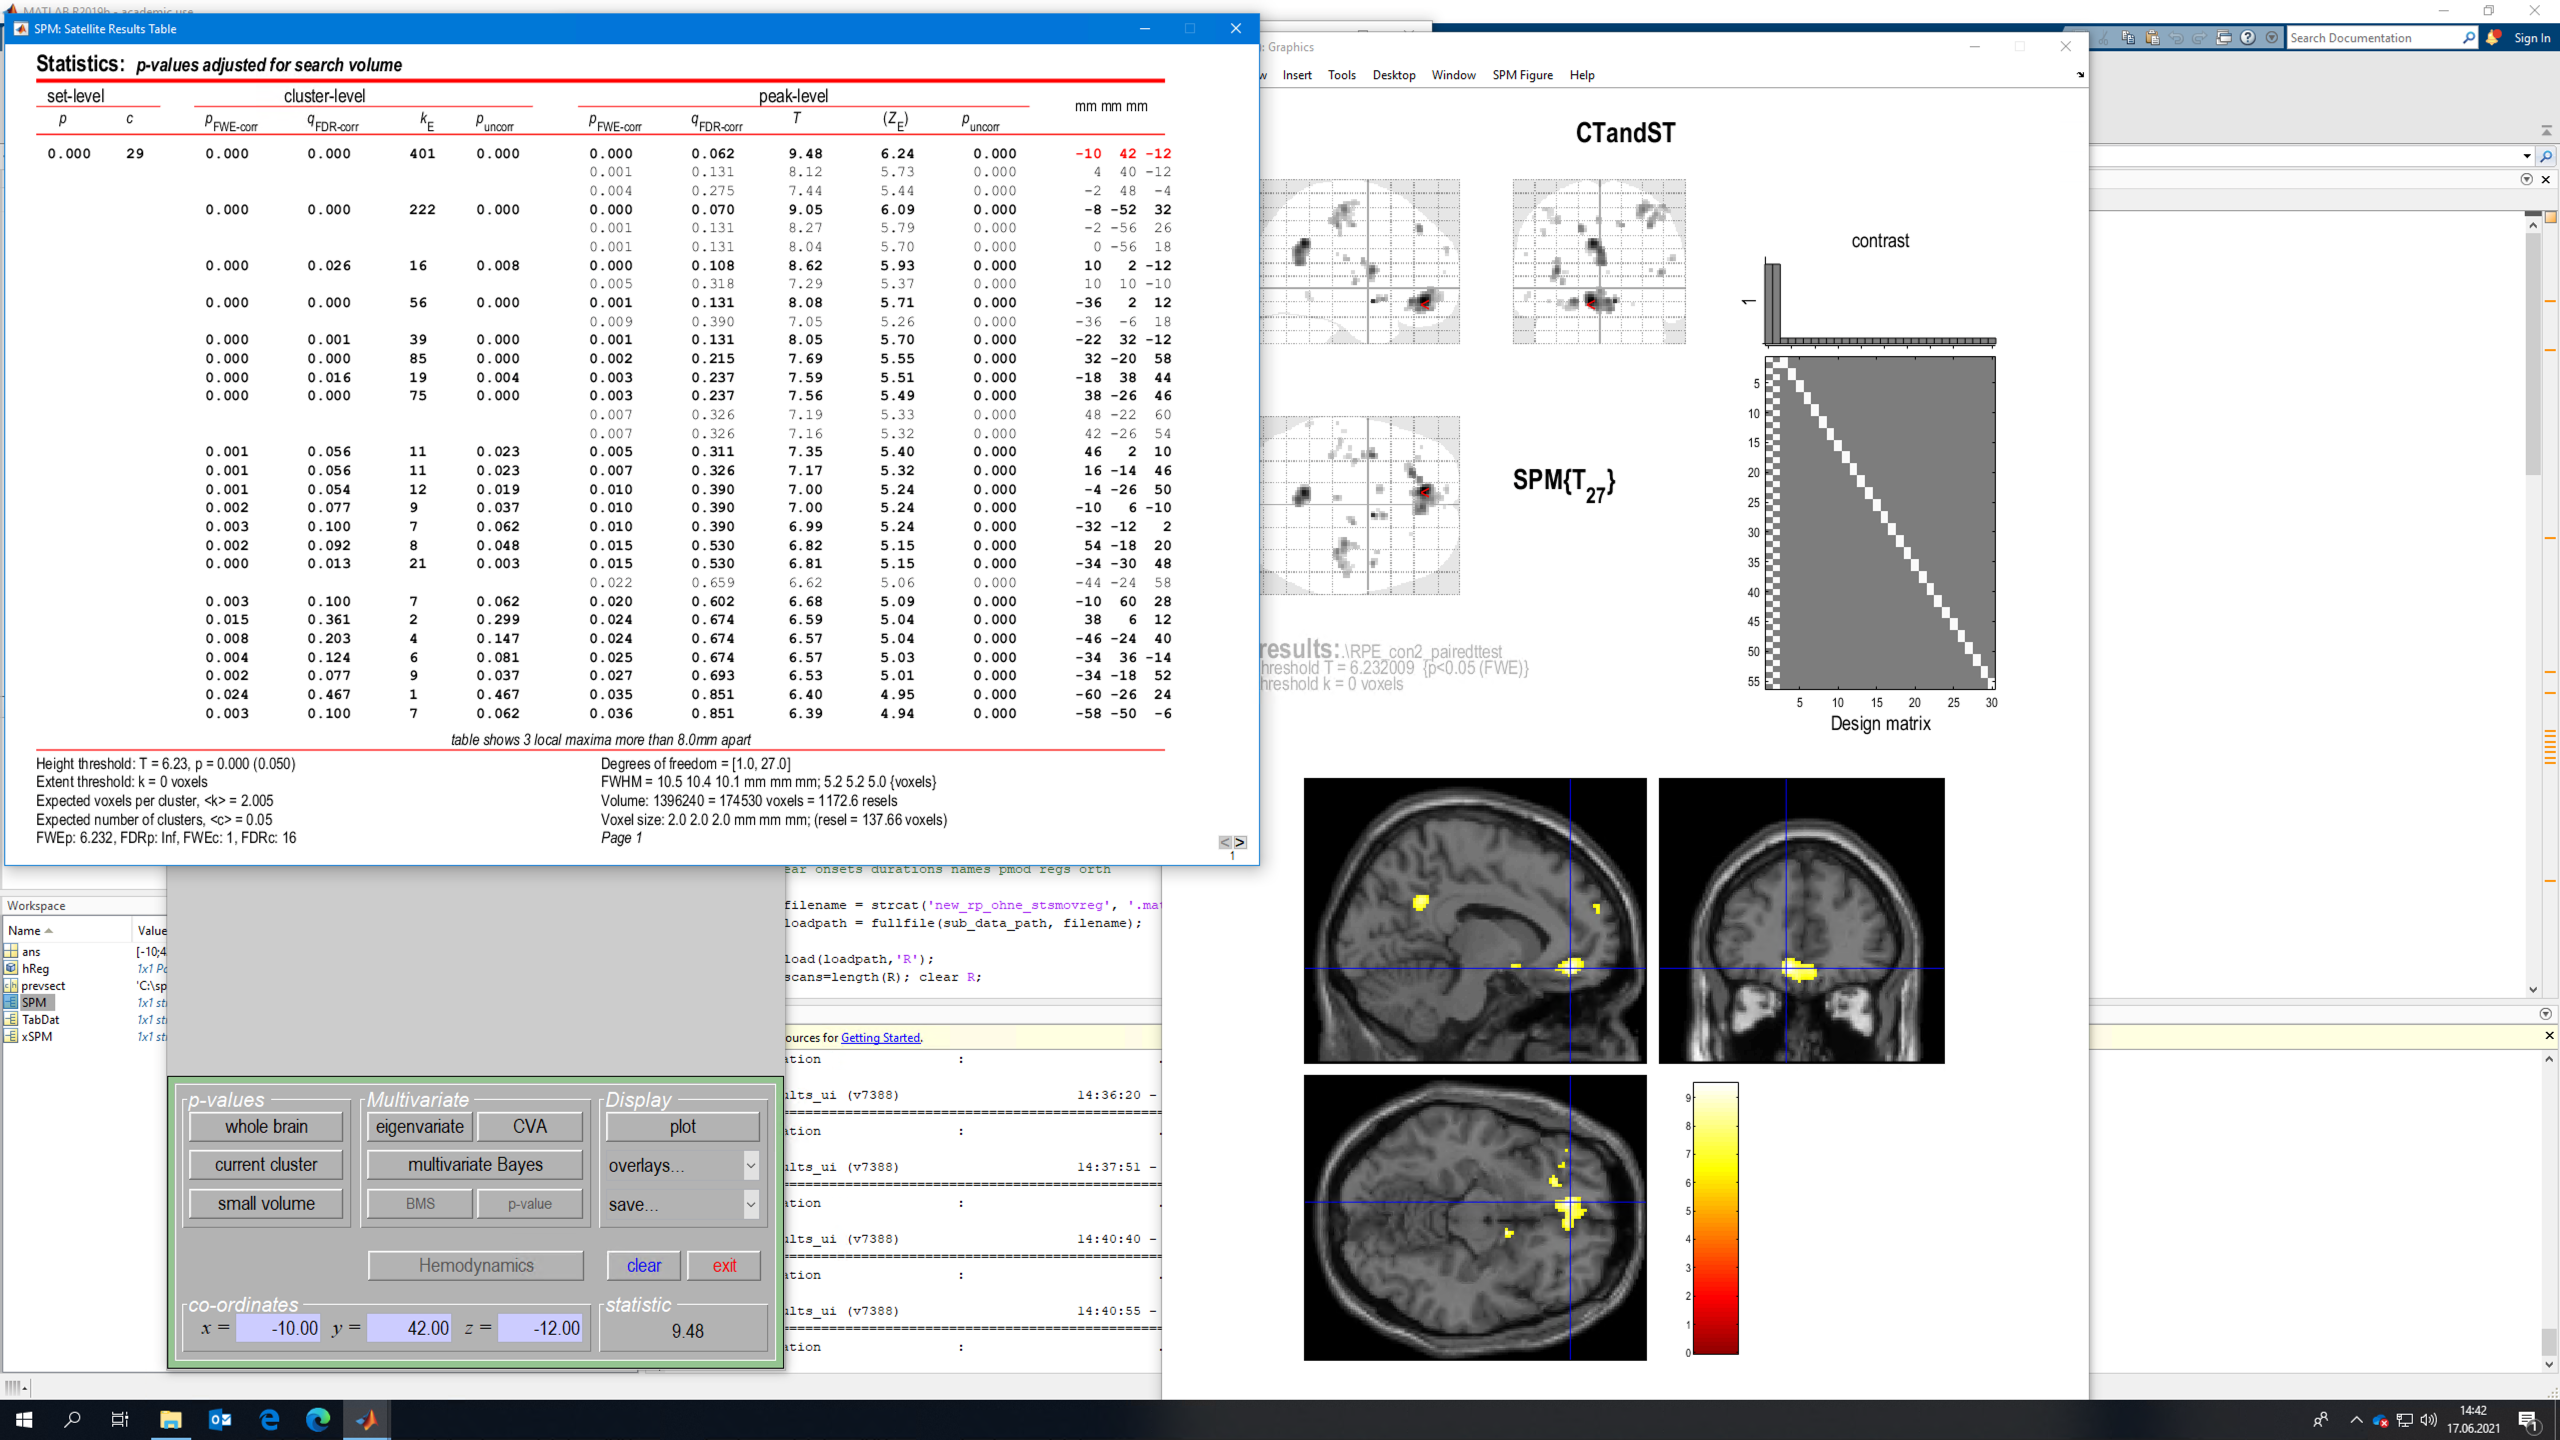 MATLAB R2019b - academic use
SPM: Satellite Results Table
Statistics: p-values adjusted for search volume
set-level cluster-level peak-level mm mm mm
p c pFWE-corr qFDR-corr kE puncorr pFWE-corr qFDR-corr T (ZE) puncorr
0.000 29 0.000 0.000 401 0.000 0.000 0.062 9.48 6.24 0.000 -10 42 -12
0.001 0.131 8.12 5.73 0.000 4 40 -12
0.004 0.275 7.44 5.44 0.000 -2 48 -4
0.000 0.000 222 0.000 0.000 0.070 9.05 6.09 0.000 -8 -52 32
0.001 0.131 8.27 5.79 0.000 -2 -56 26
0.001 0.131 8.04 5.70 0.000 0 -56 18
0.000 0.026 16 0.008 0.000 0.108 8.62 5.93 0.000 10 2 -12
0.005 0.318 7.29 5.37 0.000 10 10 -10
0.000 0.000 56 0.000 0.001 0.131 8.08 5.71 0.000 -36 2 12
0.009 0.390 7.05 5.26 0.000 -36 -6 18
0.000 0.001 39 0.000 0.001 0.131 8.05 5.70 0.000 -22 32 -12
0.000 0.000 85 0.000 0.002 0.215 7.69 5.55 0.000 32 -20 58
0.000 0.016 19 0.004 0.003 0.237 7.59 5.51 0.000 -18 38 44
0.000 0.000 75 0.000 0.003 0.237 7.56 5.49 0.000 38 -26 46
0.007 0.326 7.19 5.33 0.000 48 -22 60
0.007 0.326 7.16 5.32 0.000 42 -26 54
0.001 0.056 11 0.023 0.005 0.311 7.35 5.40 0.000 46 2 10
0.001 0.056 11 0.023 0.007 0.326 7.17 5.32 0.000 16 -14 46
0.001 0.054 12 0.019 0.010 0.390 7.00 5.24 0.000 -4 -26 50
0.002 0.077 9 0.037 0.010 0.390 7.00 5.24 0.000 -10 6 -10
0.003 0.100 7 0.062 0.010 0.390 6.99 5.24 0.000 -32 -12 2
0.002 0.092 8 0.048 0.015 0.530 6.82 5.15 0.000 54 -18 20
0.000 0.013 21 0.003 0.015 0.530 6.81 5.15 0.000 -34 -30 48
0.022 0.659 6.62 5.06 0.000 -44 -24 58
0.003 0.100 7 0.062 0.020 0.602 6.68 5.09 0.000 -10 60 28
0.015 0.361 2 0.299 0.024 0.674 6.59 5.04 0.000 38 6 12
0.008 0.203 4 0.147 0.024 0.674 6.57 5.04 0.000 -46 -24 40
0.004 0.124 6 0.081 0.025 0.674 6.57 5.03 0.000 -34 36 -14
0.002 0.077 9 0.037 0.027 0.693 6.53 5.01 0.000 -34 -18 52
0.024 0.467 1 0.467 0.035 0.851 6.40 4.95 0.000 -60 -26 24
0.003 0.100 7 0.062 0.036 0.851 6.39 4.94 0.000 -58 -50 -6
table shows 3 local maxima more than 8.0mm apart
Height threshold: T = 6.23, p = 0.000 (0.050)
Extent threshold: k = 0 voxels
Expected voxels per cluster, <k> = 2.005
Expected number of clusters, <c> = 0.05
FWEp: 6.232, FDRp: Inf, FWEc: 1, FDRc: 16
Degrees of freedom = [1.0, 27.0]
FWHM = 10.5 10.4 10.1 mm mm mm; 5.2 5.2 5.0 {voxels}
Volume: 1396240 = 174530 voxels = 1172.6 resels
Voxel size: 2.0 2.0 2.0 mm mm mm; (resel = 137.66 voxels)
Page 1
< >
1
: Graphics
w Insert Tools Desktop Window SPM Figure Help
Search Documentation
Sign In
CTandST
contrast
1
SPM{T27}
5
10
15
20
25
30
35
40
45
50
55
5 10 15 20 25 30
Design matrix
results: .\RPE_con2_pairedttest
hreshold T = 6.232009 {p<0.05 (FWE)}
hreshold k = 0 voxels
9
8
7
6
5
4
3
2
1
0
ear onsets durations names pmod regs orth
filename = strcat('new_rp_ohne_stsmovreg', '.ma
loadpath = fullfile(sub_data_path, filename);
load(loadpath,'R');
scans=length(R); clear R;
ources for Getting Started.
ation :
ults_ui (v7388) 14:36:20 -
ation :
ults_ui (v7388) 14:37:51 -
ation :
ults_ui (v7388) 14:40:40 -
ation :
ults_ui (v7388) 14:40:55 -
ation :
Workspace
Name Value
ans [-10;4
hReg 1x1 Pc
prevsect 'C:\sp
SPM 1x1 st
TabDat 1x1 st
xSPM 1x1 st
p-values Multivariate Display
whole brain eigenvariate CVA plot
current cluster multivariate Bayes overlays...
small volume BMS p-value save...
Hemodynamics clear exit
co-ordinates statistic
x = -10.00 y = 42.00 z = -12.00 9.48
14:42
17.06.2021
1